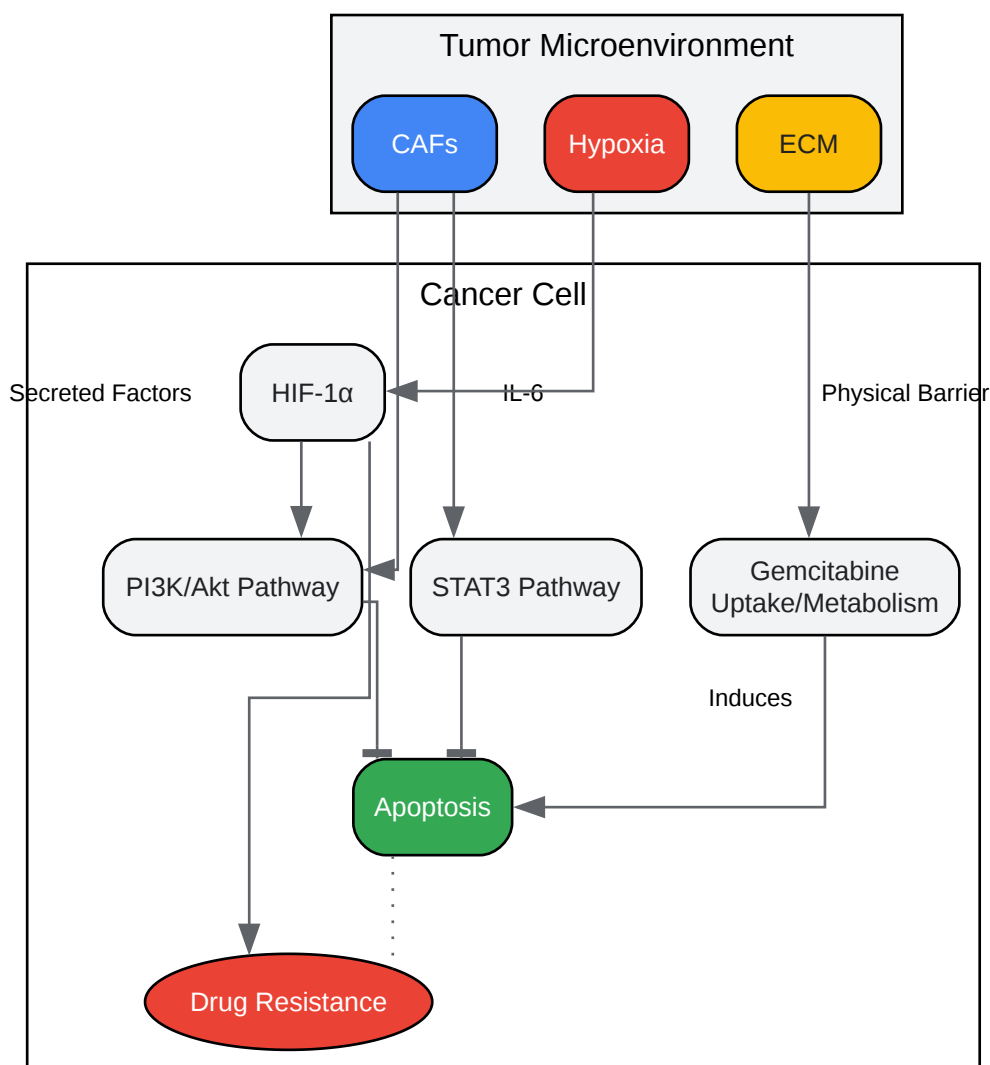 Tumor Microenvironment
CAFs
Hypoxia
ECM
Cancer Cell
HIF-1α
Secreted Factors
IL-6
Physical Barrier
PI3K/Akt Pathway
STAT3 Pathway
Gemcitabine
Uptake/Metabolism
Induces
Apoptosis
Drug Resistance